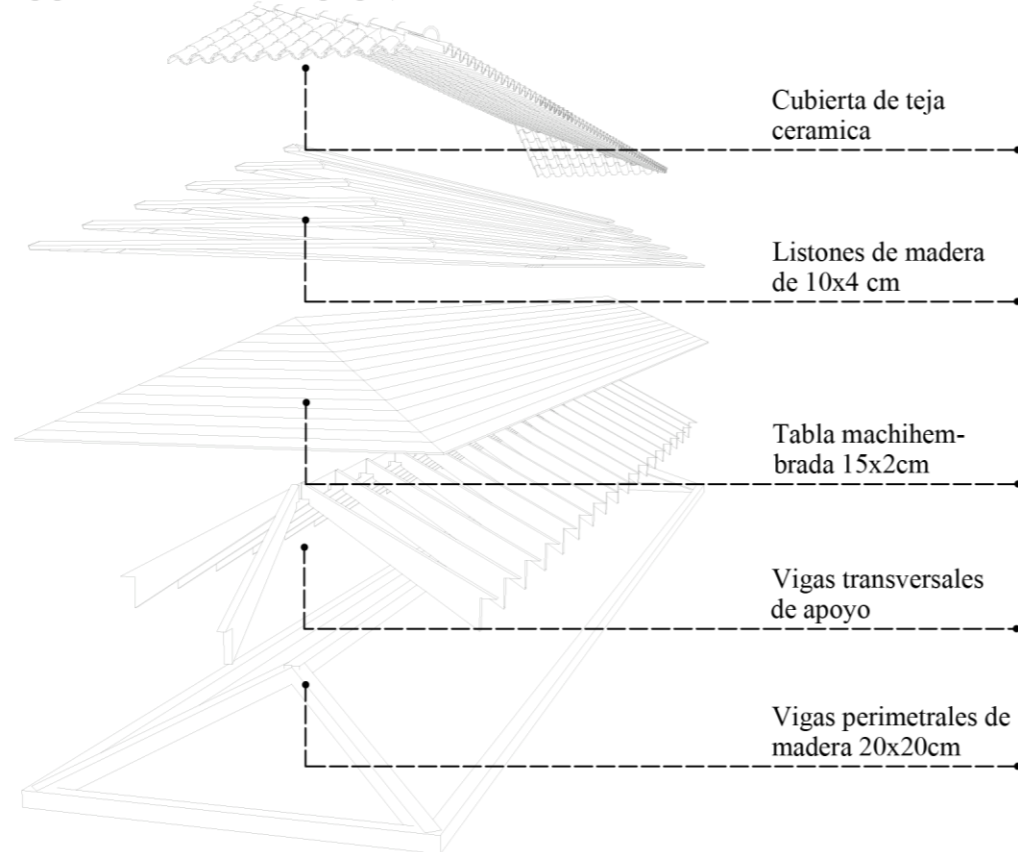 Cubierta de teja
ceramica
Listones de madera
de 10x4 cm
Tabla machihem-
brada 15x2cm
Vigas transversales
de apoyo
Vigas perimetrales de
madera 20x20cm